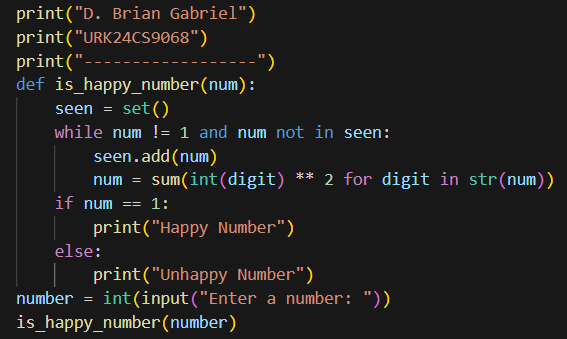 print("D. Brian Gabriel")
print("URK24CS9068")
print("------------------")
def is_happy_number(num):
    seen = set()
    while num != 1 and num not in seen:
        seen.add(num)
        num = sum(int(digit) ** 2 for digit in str(num))
    if num == 1:
        print("Happy Number")
    else:
        print("Unhappy Number")
number = int(input("Enter a number: "))
is_happy_number(number)